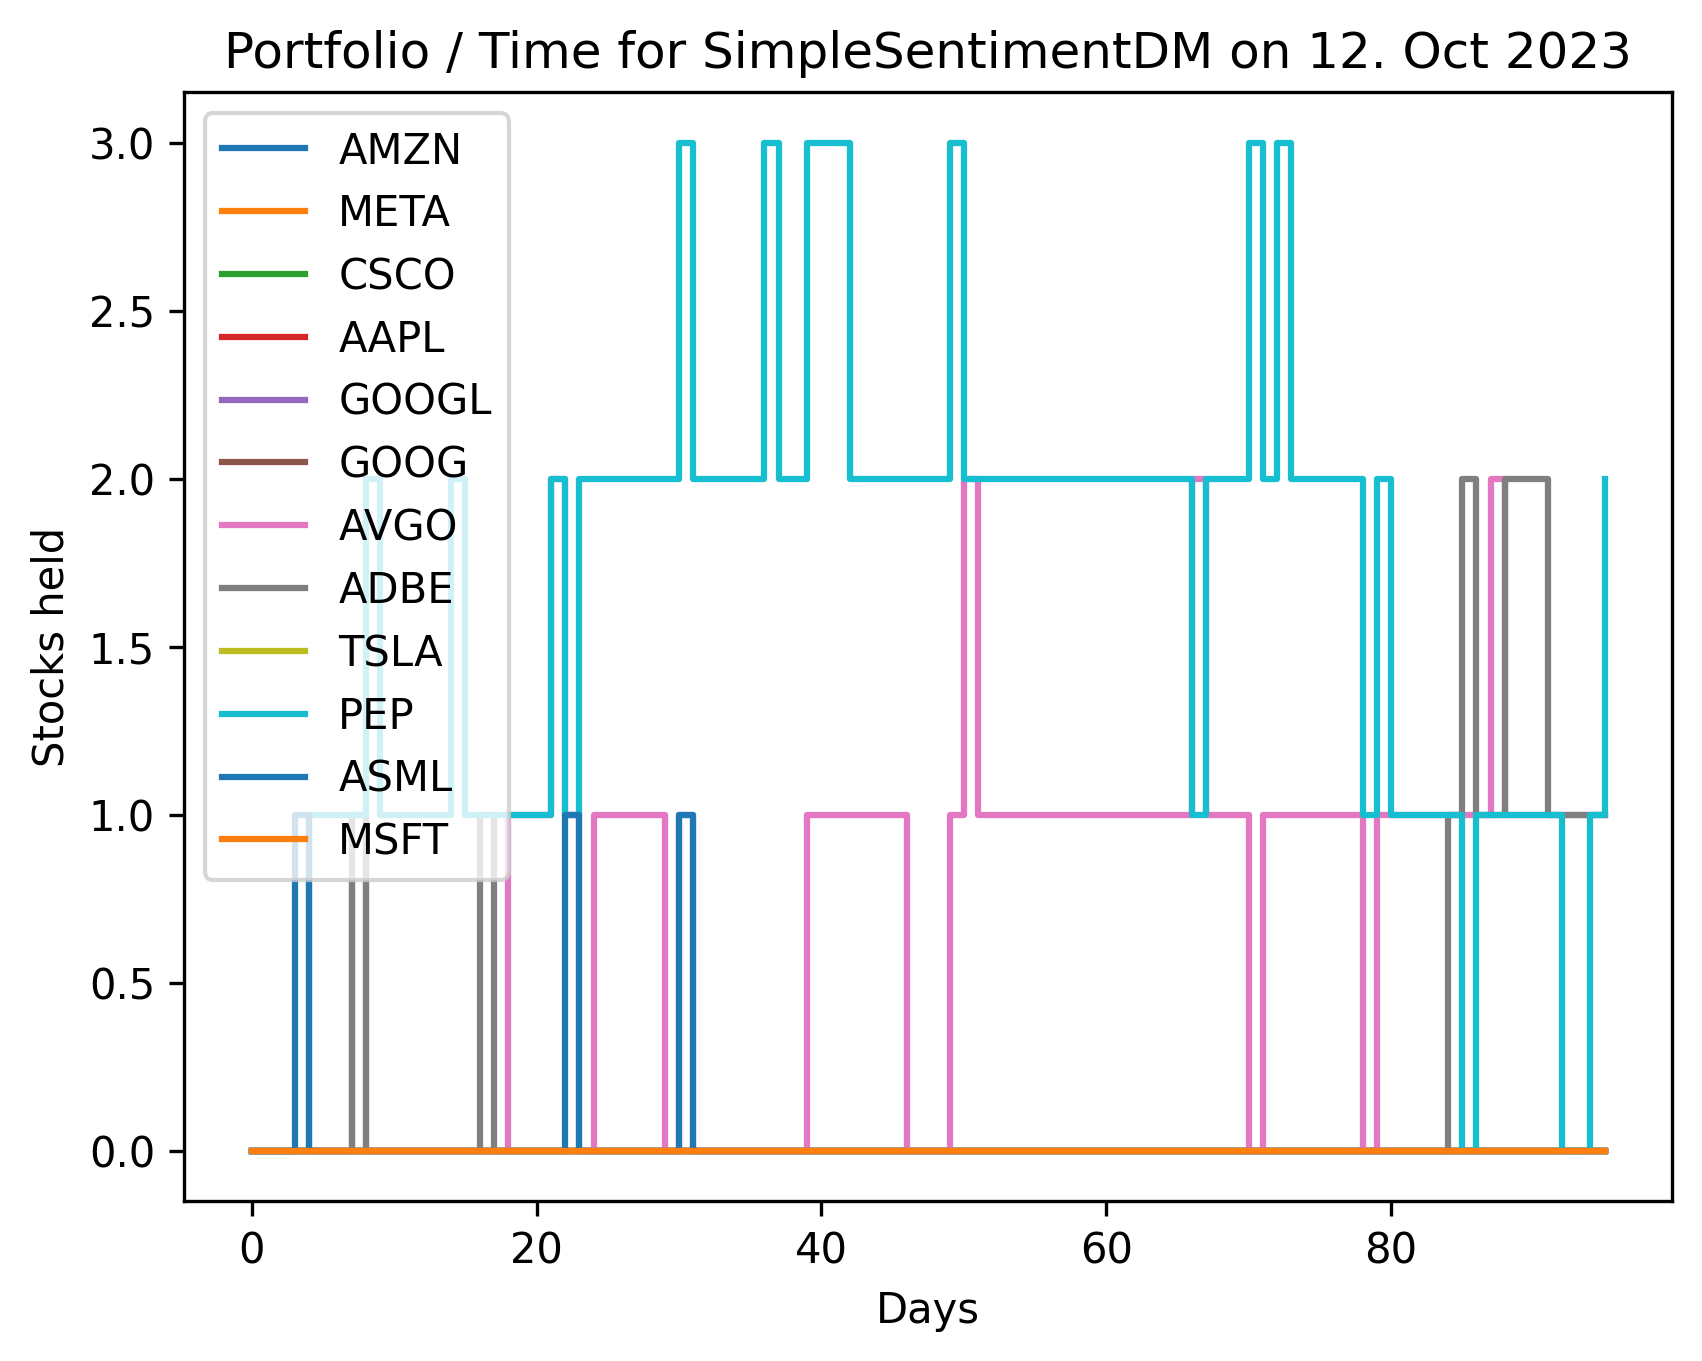 Portfolio / Time for SimpleSentimentDM on 12. Oct 2023
3.0
2.5
2.0
1.5
1.0
0.5
0.0
Stocks held
AMZN
META
CSCO
AAPL
GOOGL
GOOG
AVGO
ADBE
TSLA
PEP
ASML
MSFT
0 20 40 60 80
Days